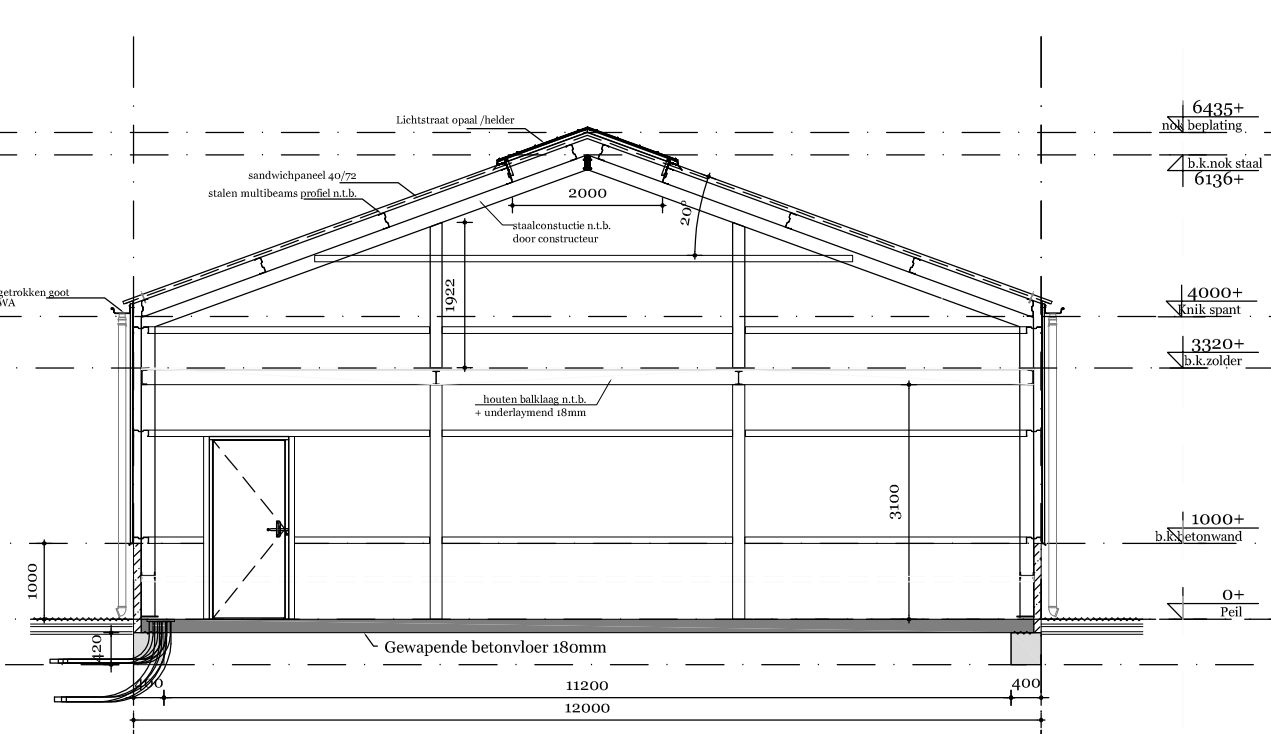 6435+
nok beplating
Lichtstraat opaal /helder
b.k.nok staal
6136+
sandwichpaneel 40/72
stalen multibeams profiel n.t.b.
2000
20°
staalconstuctie n.t.b.
door constructeur
getrokken goot
WA
1922
4000+
Knik spant
3320+
b.k.zolder
houten balklaag n.t.b.
+ underlaymend 18mm
3100
1000+
b.k.betonwand
1000
0+
Peil
420
Gewapende betonvloer 180mm
400
11200
400
12000